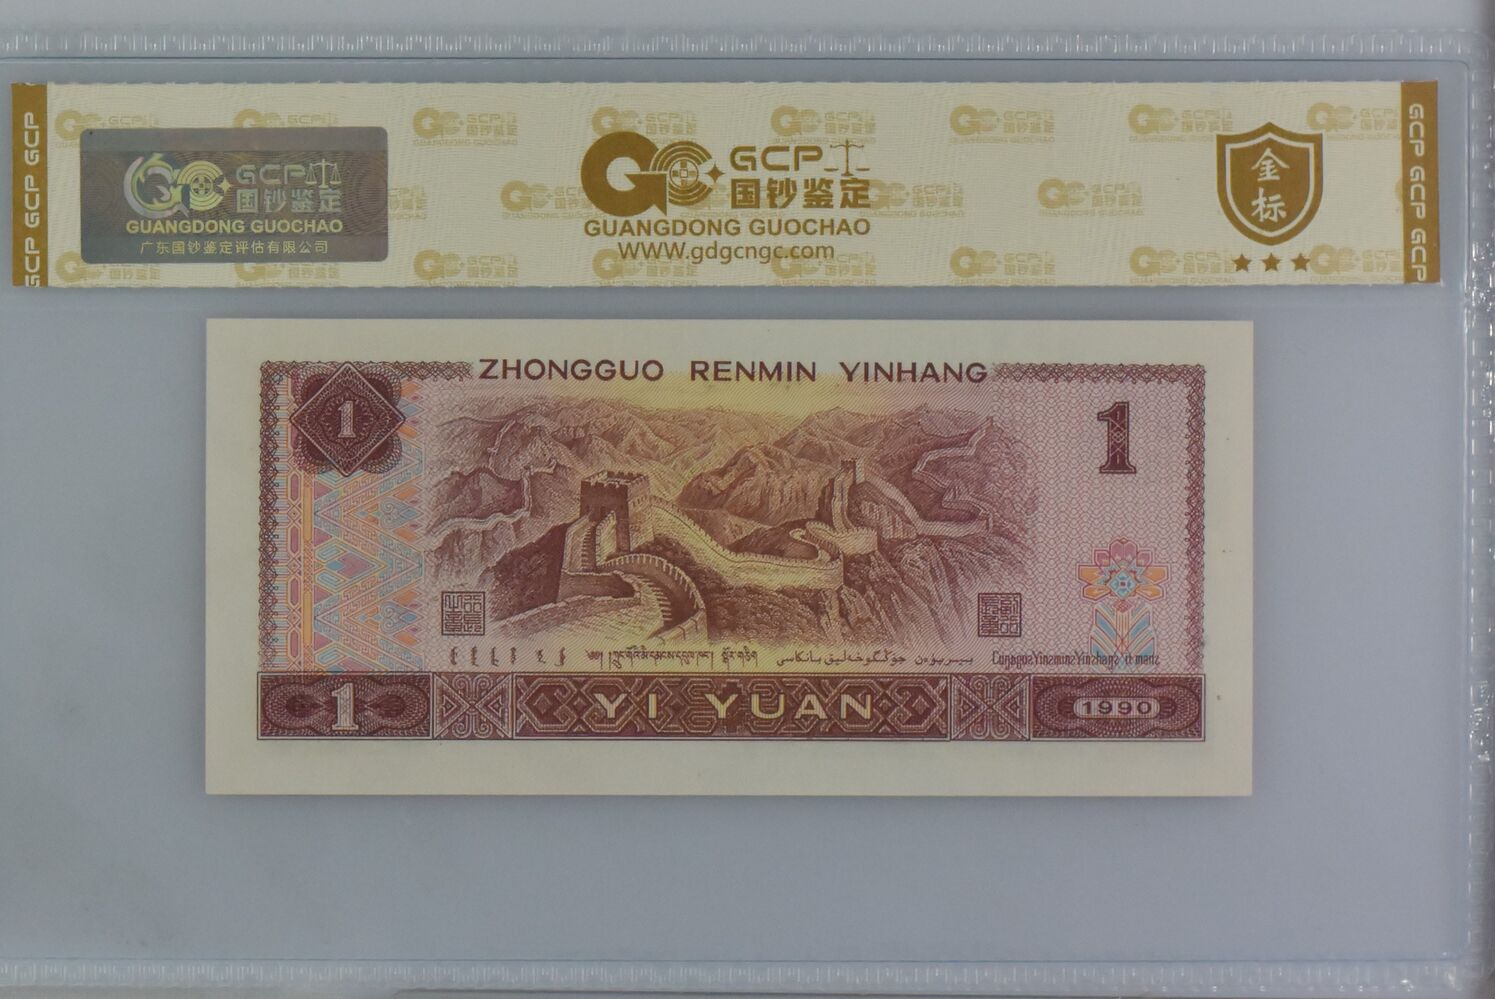 GCP GCP GCP
GCP
国钞鉴定
GUANGDONG GUOCHAO
广东国钞鉴定评估有限公司
GCP
国钞鉴定
GUANGDONG GUOCHAO
WWW.gdgcngc.com
金
标
GCP GCP GCP
ZHONGGUO RENMIN YINHANG
1
1
1
YI YUAN
1990